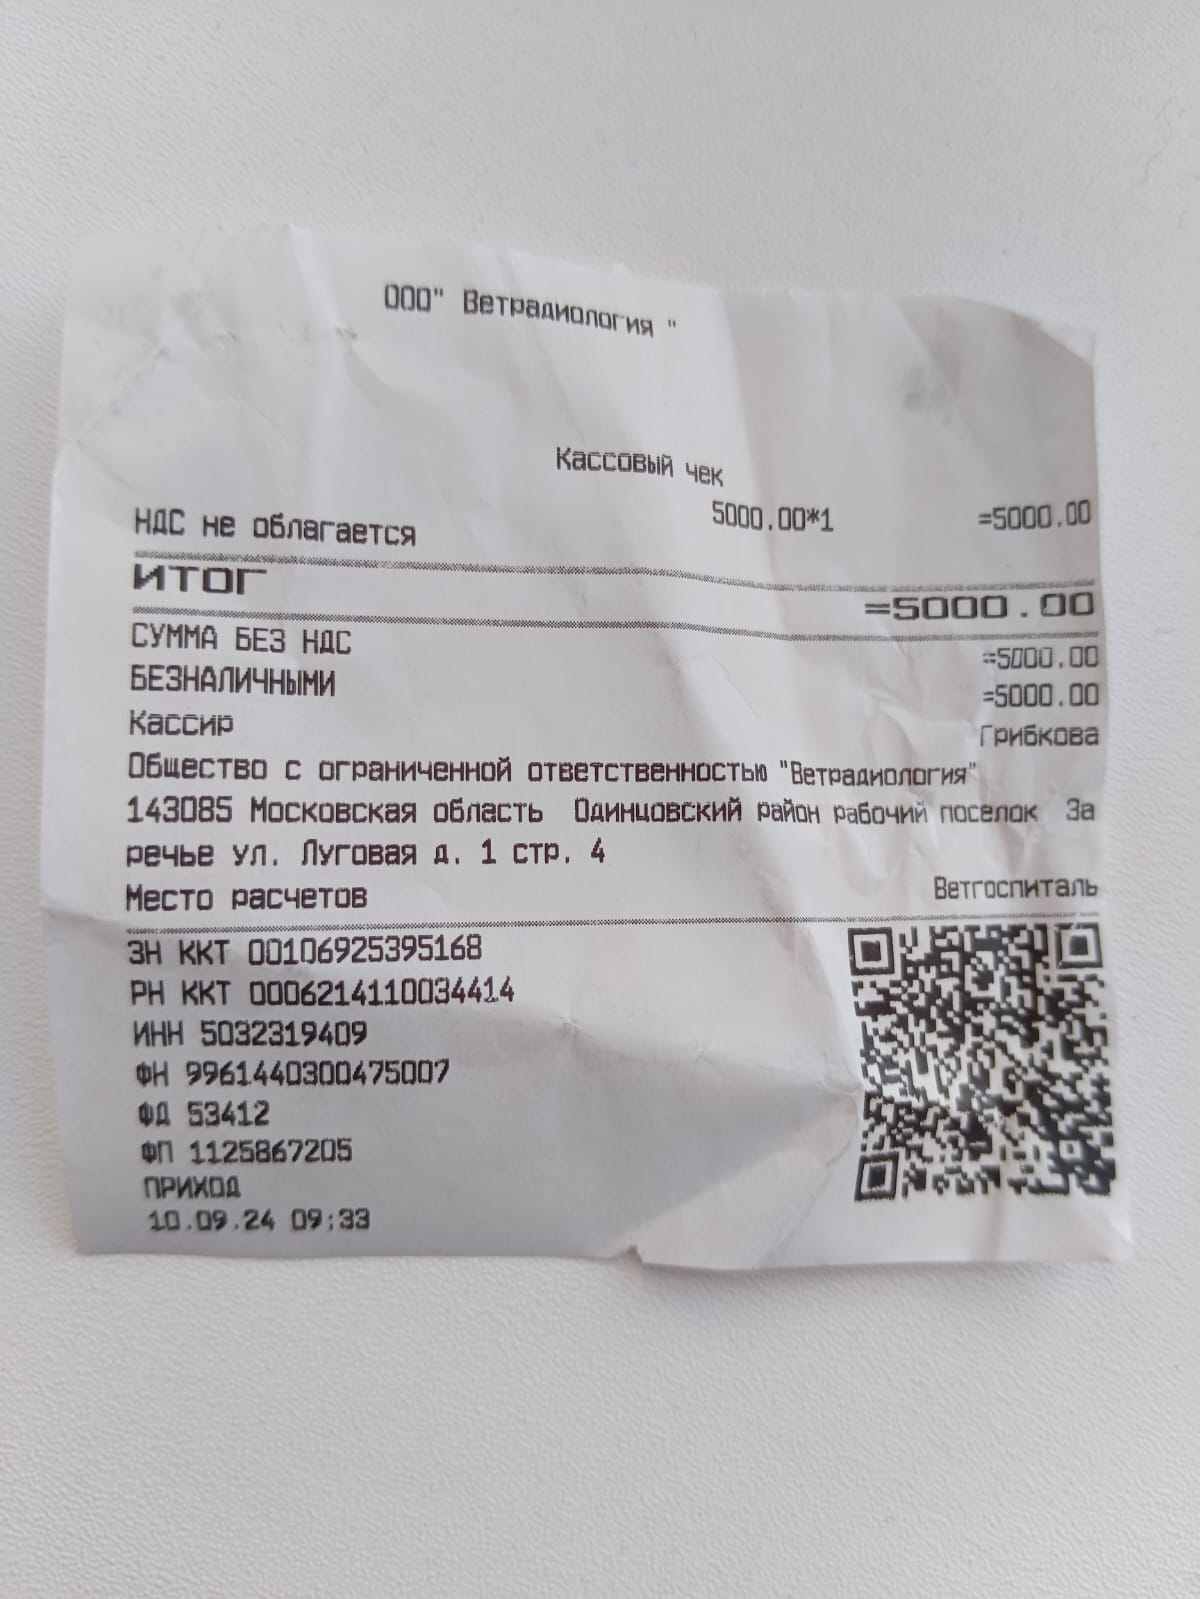 ООО" Ветрадиология "
Кассовый чек
5000.00*1 =5000.00
НДС не облагается
ИТОГ =5000.00
СУММА БЕЗ НДС =5000.00
БЕЗНАЛИЧНЫМИ =5000.00
Кассир Грибкова
Общество с ограниченной ответственностью "Ветрадиология"
143085 Московская область Одинцовский район рабочий поселок За
речье ул. Луговая д. 1 стр. 4
Место расчетов Ветгоспиталь
ЗН ККТ 00106925395168
РН ККТ 0006214110034414
ИНН 5032319409
ФН 9961440300475007
ФД 53412
ФП 1125867205
ПРИХОД
10.09.24 09:33